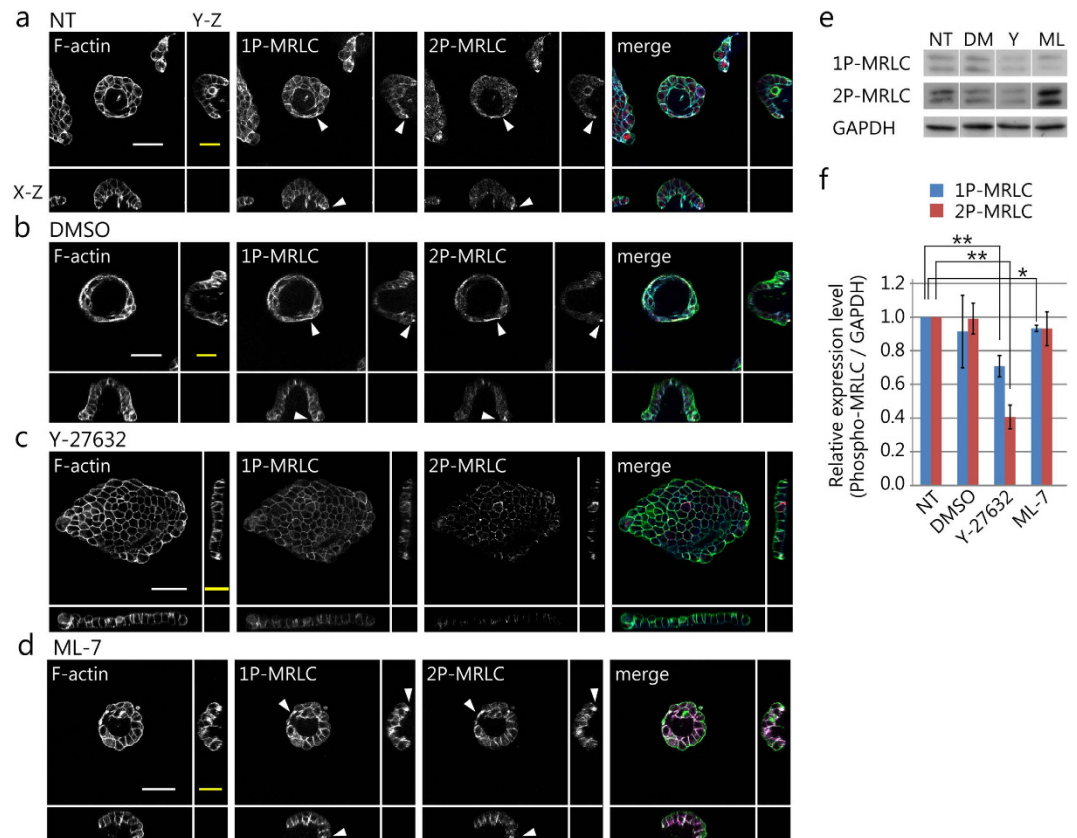 a NT Y-Z
F-actin 1P-MRLC 2P-MRLC merge
X-Z
b DMSO
F-actin 1P-MRLC 2P-MRLC merge
c Y-27632
F-actin 1P-MRLC 2P-MRLC merge
d ML-7
F-actin 1P-MRLC 2P-MRLC merge
e
NT DM Y ML
1P-MRLC
2P-MRLC
GAPDH
f
1P-MRLC
2P-MRLC
**
**
*
Relative expression level
(Phospho-MRLC / GAPDH)
1.2
1.0
0.8
0.6
0.4
0.2
0.0
NT
DMSO
Y-27632
ML-7